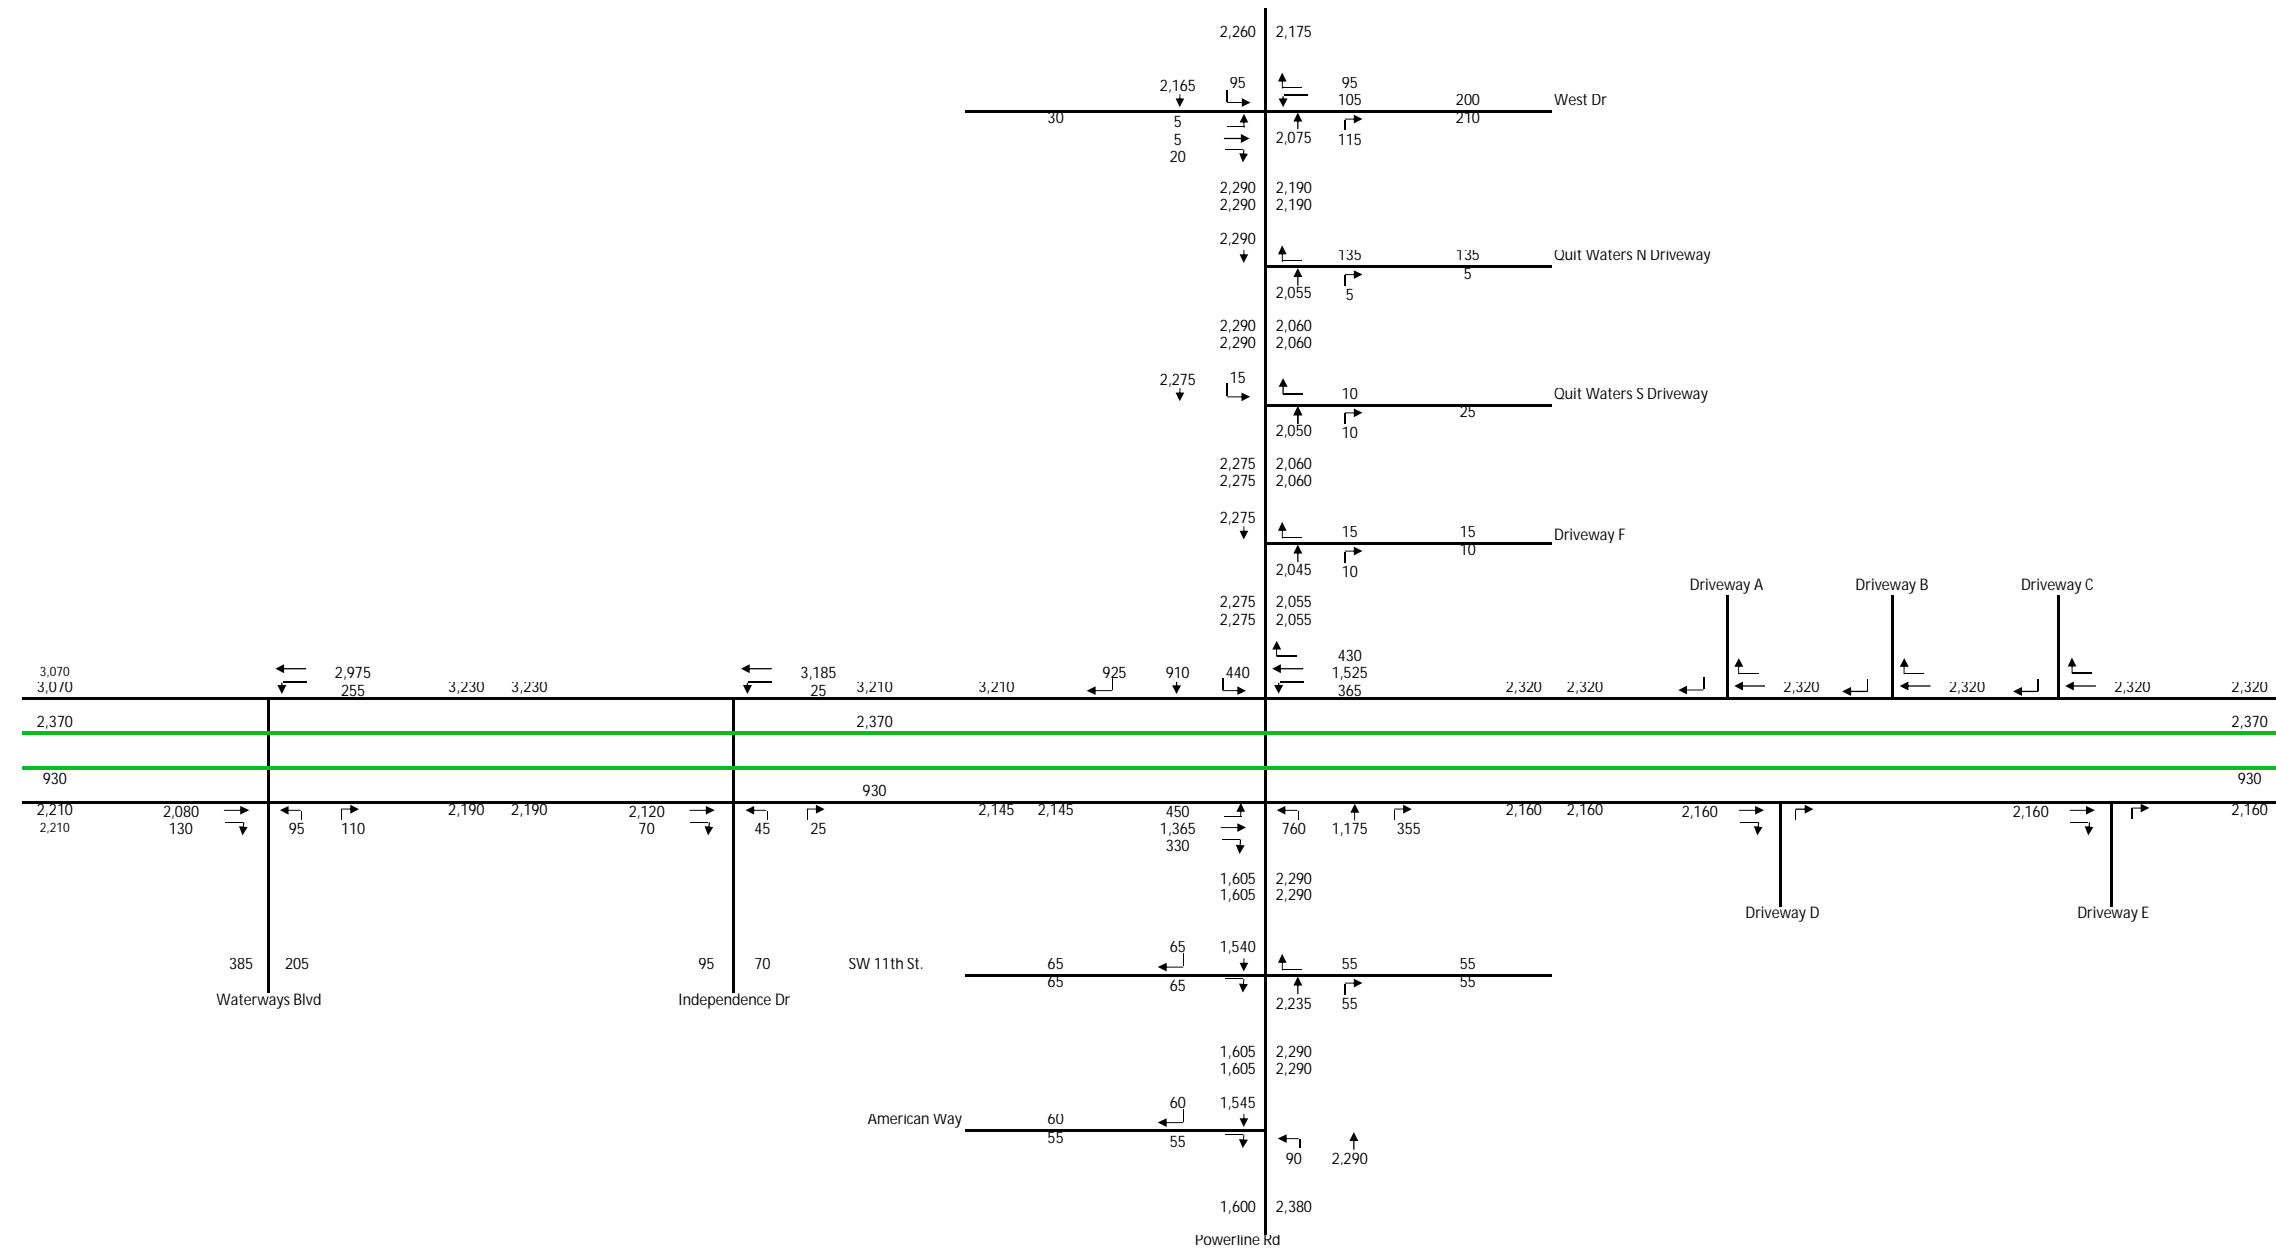 2,260 2,175
2,165 95 95
105 200 West Dr
30 5 210
5 2,075 115
20
2,290 2,190
2,290 2,190
2,290
135 135 Quit Waters N Driveway
5
2,055 5
2,290 2,060
2,290 2,060
2,275 15
10 Quit Waters S Driveway
25
2,050 10
2,275 2,060
2,275 2,060
2,275
15 15 Driveway F
10
2,045 10
Driveway A Driveway B Driveway C
2,275 2,055
2,275 2,055
430
3,070 2,975 3,185 925 910 440 1,525
3,070 255 3,230 3,230 25 3,210 3,210 365 2,320 2,320 2,320 2,320 2,320 2,320
2,370 2,370 2,370
930 930
930
2,210 2,080 2,190 2,190 2,120 2,145 2,145 450 2,160 2,160 2,160 2,160 2,160
2,210 130 95 110 70 45 25 1,365 760 1,175 355
330
1,605 2,290
1,605 2,290
Driveway D Driveway E
65 1,540
385 205 95 70 SW 11th St. 65 55 55
65 65 55
2,235 55
Waterways Blvd Independence Dr
1,605 2,290
1,605 2,290
60 1,545
American Way 60
55 55
90 2,290
1,600 2,380
Powerline Rd